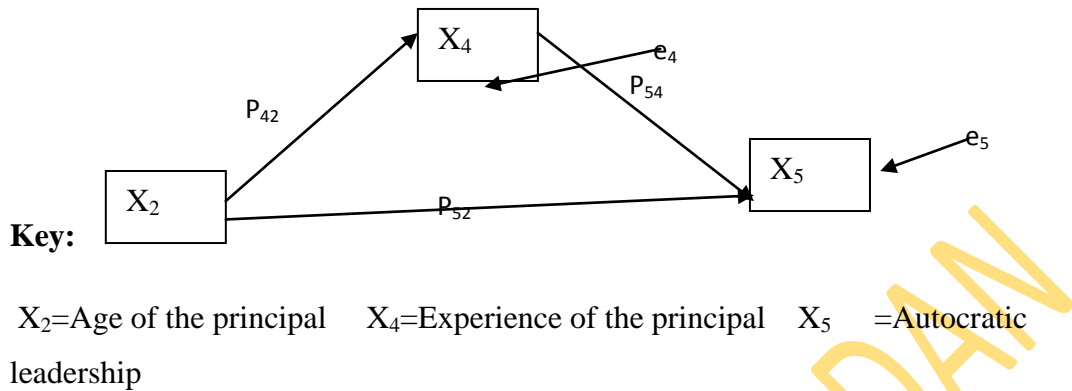 X₄
e₄
P₄₂
P₅₄
e₅
X₂
X₅
P₅₂
Key:
X₂=Age of the principal X₄=Experience of the principal X₅ =Autocratic
leadership
DAN